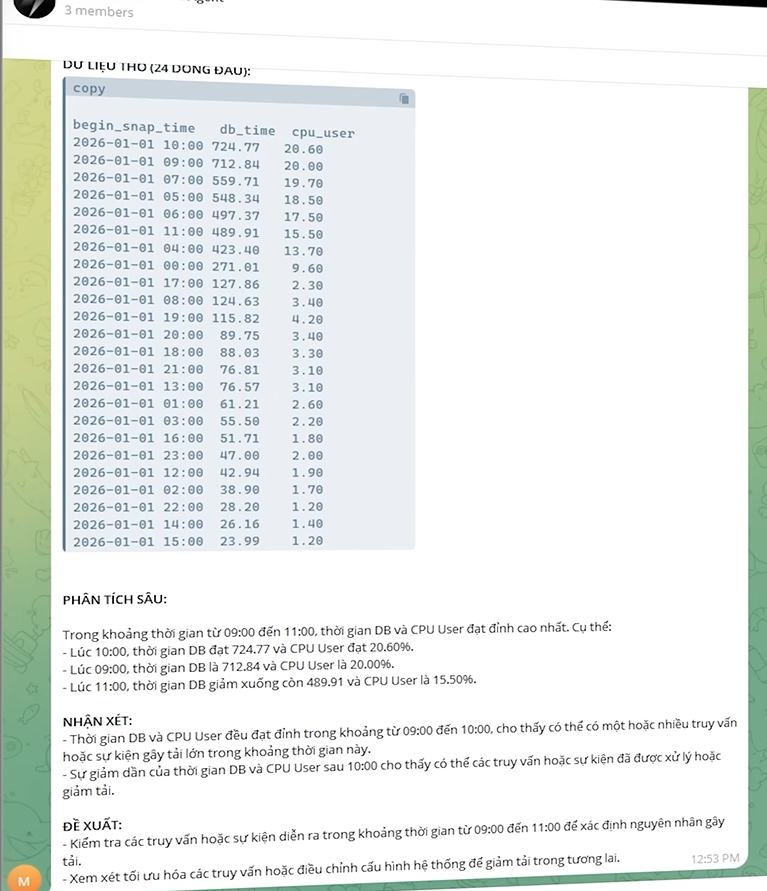 3 members
DỮ LIỆU THÔ (24 DÒNG ĐẦU):
copy
begin_snap_time db_time cpu_user
2026-01-01 10:00 724.77 20.60
2026-01-01 09:00 712.84 20.00
2026-01-01 07:00 559.71 19.70
2026-01-01 05:00 548.34 18.50
2026-01-01 06:00 497.37 17.50
2026-01-01 11:00 489.91 15.50
2026-01-01 04:00 423.40 13.70
2026-01-01 00:00 271.01 9.60
2026-01-01 17:00 127.86 2.30
2026-01-01 08:00 124.63 3.40
2026-01-01 19:00 115.82 4.20
2026-01-01 20:00 89.75 3.40
2026-01-01 18:00 88.03 3.30
2026-01-01 21:00 76.81 3.10
2026-01-01 13:00 76.57 3.10
2026-01-01 01:00 61.21 2.60
2026-01-01 03:00 55.50 2.20
2026-01-01 16:00 51.71 1.80
2026-01-01 23:00 47.00 2.00
2026-01-01 12:00 42.94 1.90
2026-01-01 02:00 38.90 1.70
2026-01-01 22:00 28.20 1.20
2026-01-01 14:00 26.16 1.40
2026-01-01 15:00 23.99 1.20
PHÂN TÍCH SÂU:
Trong khoảng thời gian từ 09:00 đến 11:00, thời gian DB và CPU User đạt đỉnh cao nhất. Cụ thể:
- Lúc 10:00, thời gian DB đạt 724.77 và CPU User đạt 20.60%.
- Lúc 09:00, thời gian DB là 712.84 và CPU User là 20.00%.
- Lúc 11:00, thời gian DB giảm xuống còn 489.91 và CPU User là 15.50%.
NHẬN XÉT:
- Thời gian DB và CPU User đều đạt đỉnh trong khoảng từ 09:00 đến 10:00, cho thấy có thể có một hoặc nhiều truy vấn
hoặc sự kiện gây tải lớn trong khoảng thời gian này.
- Sự giảm dần của thời gian DB và CPU User sau 10:00 cho thấy có thể các truy vấn hoặc sự kiện đã được xử lý hoặc
giảm tải.
ĐỀ XUẤT:
- Kiểm tra các truy vấn hoặc sự kiện diễn ra trong khoảng thời gian từ 09:00 đến 11:00 để xác định nguyên nhân gây
tải.
- Xem xét tối ưu hóa các truy vấn hoặc điều chỉnh cấu hình hệ thống để giảm tải trong tương lai.
12:53 PM
M